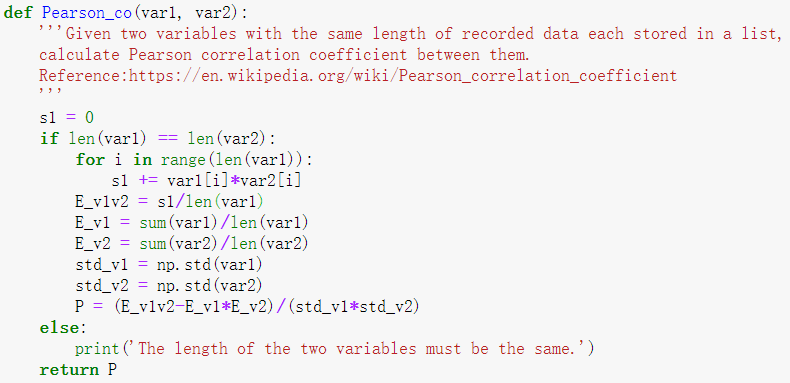 def Pearson_co(var1, var2):
    '''Given two variables with the same length of recorded data each stored in a list,
    calculate Pearson correlation coefficient between them.
    Reference:https://en.wikipedia.org/wiki/Pearson_correlation_coefficient
    '''
    s1 = 0
    if len(var1) == len(var2):
        for i in range(len(var1)):
            s1 += var1[i]*var2[i]
        E_v1v2 = s1/len(var1)
        E_v1 = sum(var1)/len(var1)
        E_v2 = sum(var2)/len(var2)
        std_v1 = np.std(var1)
        std_v2 = np.std(var2)
        P = (E_v1v2-E_v1*E_v2)/(std_v1*std_v2)
    else:
        print('The length of the two variables must be the same.')
    return P